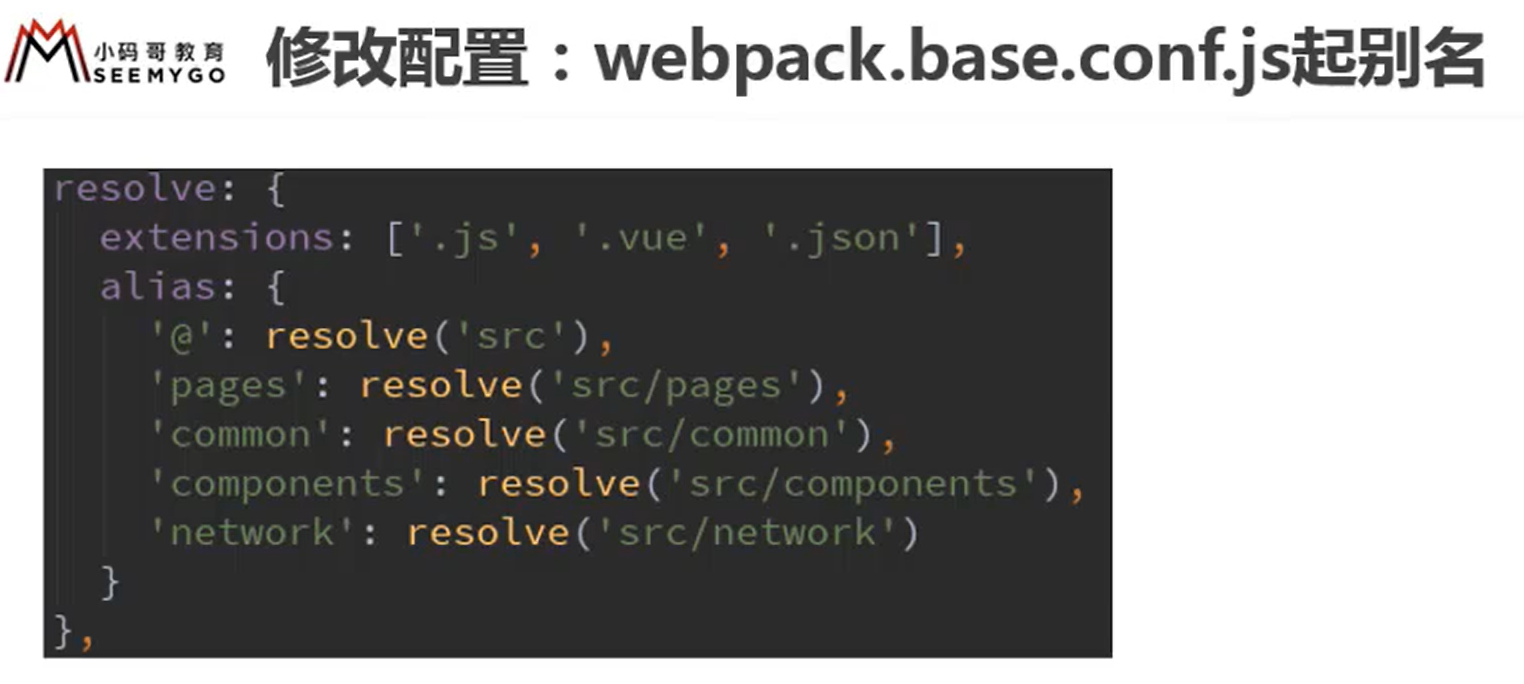 小码哥教育
SEEMYGO
修改配置：webpack.base.conf.js起别名
resolve: {
  extensions: ['.js', '.vue', '.json'],
  alias: {
    '@': resolve('src'),
    'pages': resolve('src/pages'),
    'common': resolve('src/common'),
    'components': resolve('src/components'),
    'network': resolve('src/network')
  }
},